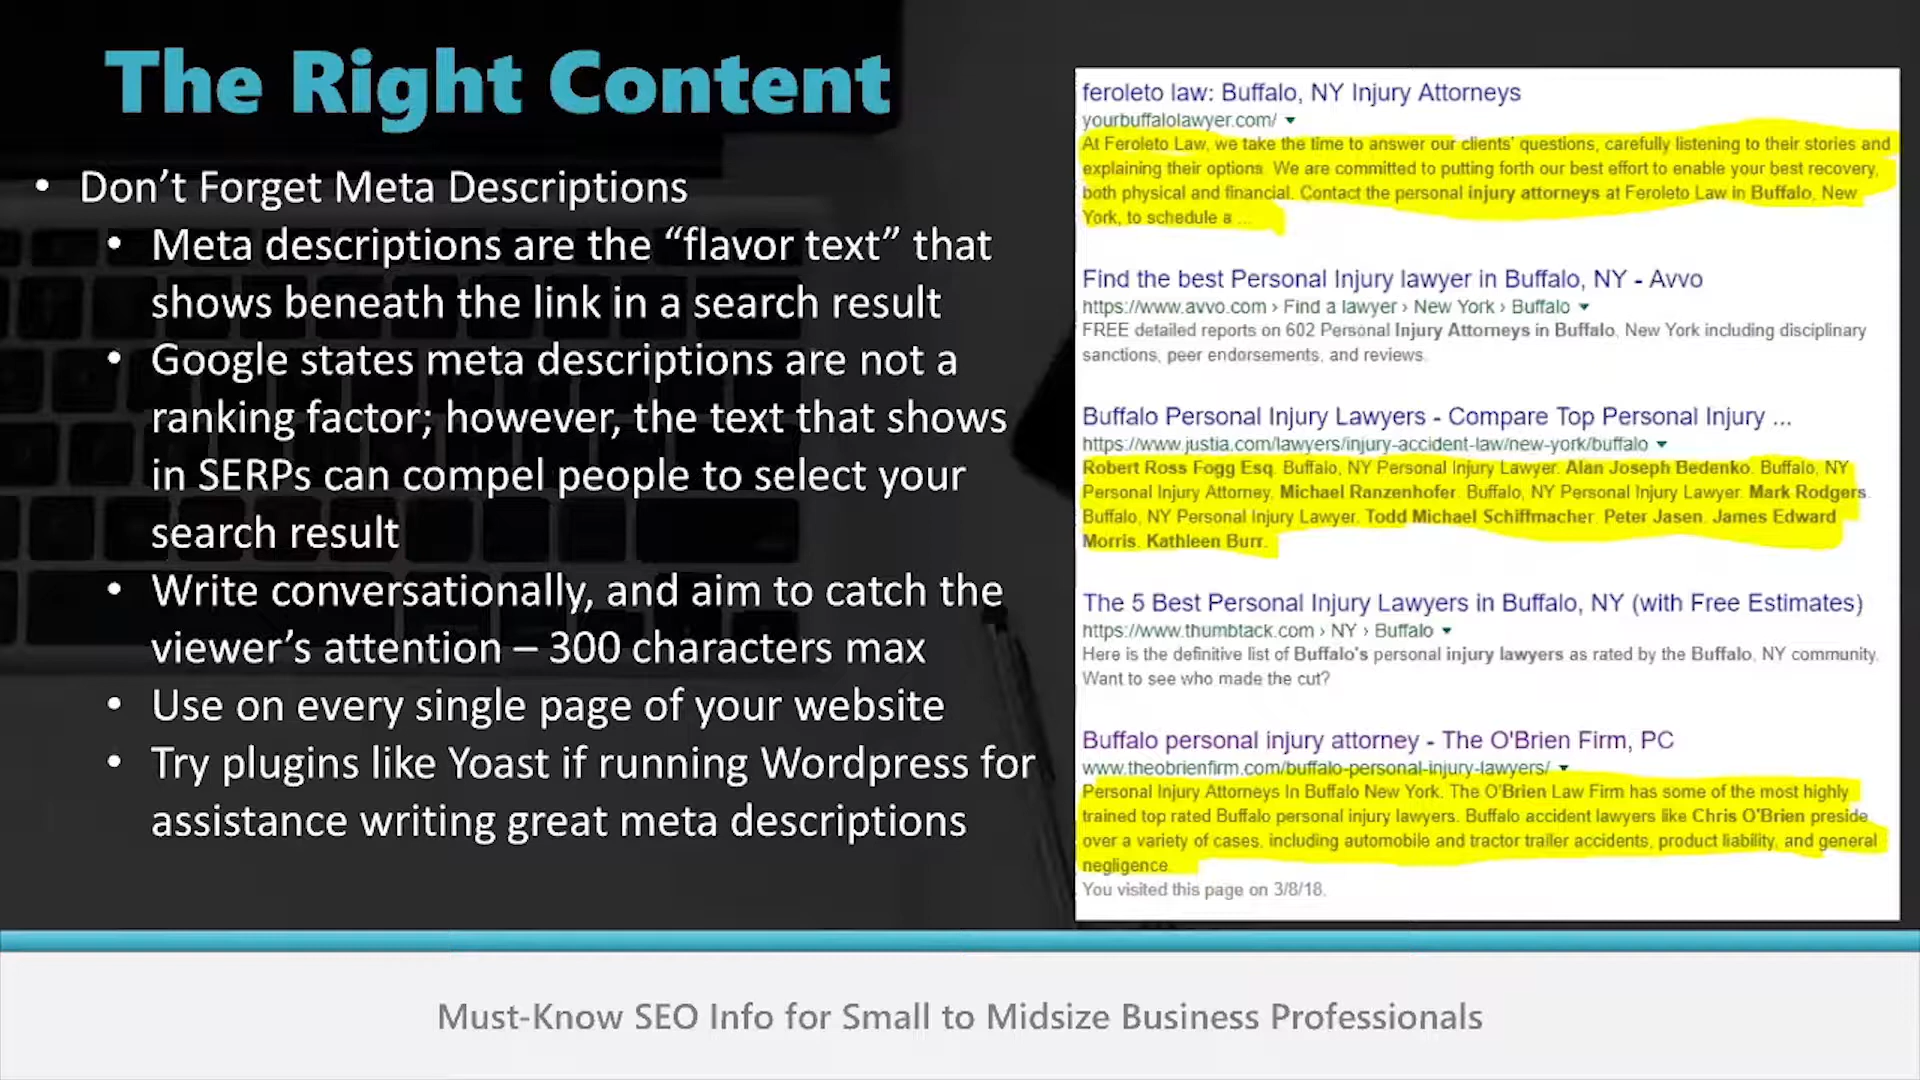 The Right Content
• Don’t Forget Meta Descriptions
• Meta descriptions are the “flavor text” that
shows beneath the link in a search result
• Google states meta descriptions are not a
ranking factor; however, the text that shows
in SERPs can compel people to select your
search result
• Write conversationally, and aim to catch the
viewer’s attention – 300 characters max
• Use on every single page of your website
• Try plugins like Yoast if running Wordpress for
assistance writing great meta descriptions
feroleto law: Buffalo, NY Injury Attorneys
yourbuffalolawyer.com/
At Feroleto Law, we take the time to answer our clients' questions, carefully listening to their stories and
explaining their options. We are committed to putting forth our best effort to enable your best recovery,
both physical and financial. Contact the personal injury attorneys at Feroleto Law in Buffalo, New
York, to schedule a ...
Find the best Personal Injury lawyer in Buffalo, NY - Avvo
https://www.avvo.com › Find a lawyer › New York › Buffalo
FREE detailed reports on 602 Personal Injury Attorneys in Buffalo, New York including disciplinary
sanctions, peer endorsements, and reviews.
Buffalo Personal Injury Lawyers - Compare Top Personal Injury ...
https://www.justia.com/lawyers/injury-accident-law/new-york/buffalo
Robert Ross Fogg Esq. Buffalo, NY Personal Injury Lawyer. Alan Joseph Bedenko. Buffalo, NY
Personal Injury Attorney. Michael Ranzenhofer. Buffalo, NY Personal Injury Lawyer. Mark Rodgers.
Buffalo, NY Personal Injury Lawyer. Todd Michael Schiffmacher. Peter Jasen. James Edward
Morris. Kathleen Burr.
The 5 Best Personal Injury Lawyers in Buffalo, NY (with Free Estimates)
https://www.thumbtack.com › NY › Buffalo
Here is the definitive list of Buffalo's personal injury lawyers as rated by the Buffalo, NY community.
Want to see who made the cut?
Buffalo personal injury attorney - The O'Brien Firm, PC
www.theobrienfirm.com/buffalo-personal-injury-lawyers/
Personal Injury Attorneys In Buffalo New York. The O'Brien Law Firm has some of the most highly
trained top rated Buffalo personal injury lawyers. Buffalo accident lawyers like Chris O'Brien preside
over a variety of cases, including automobile and tractor trailer accidents, product liability, and general
negligence.
You visited this page on 3/8/18.
Must-Know SEO Info for Small to Midsize Business Professionals